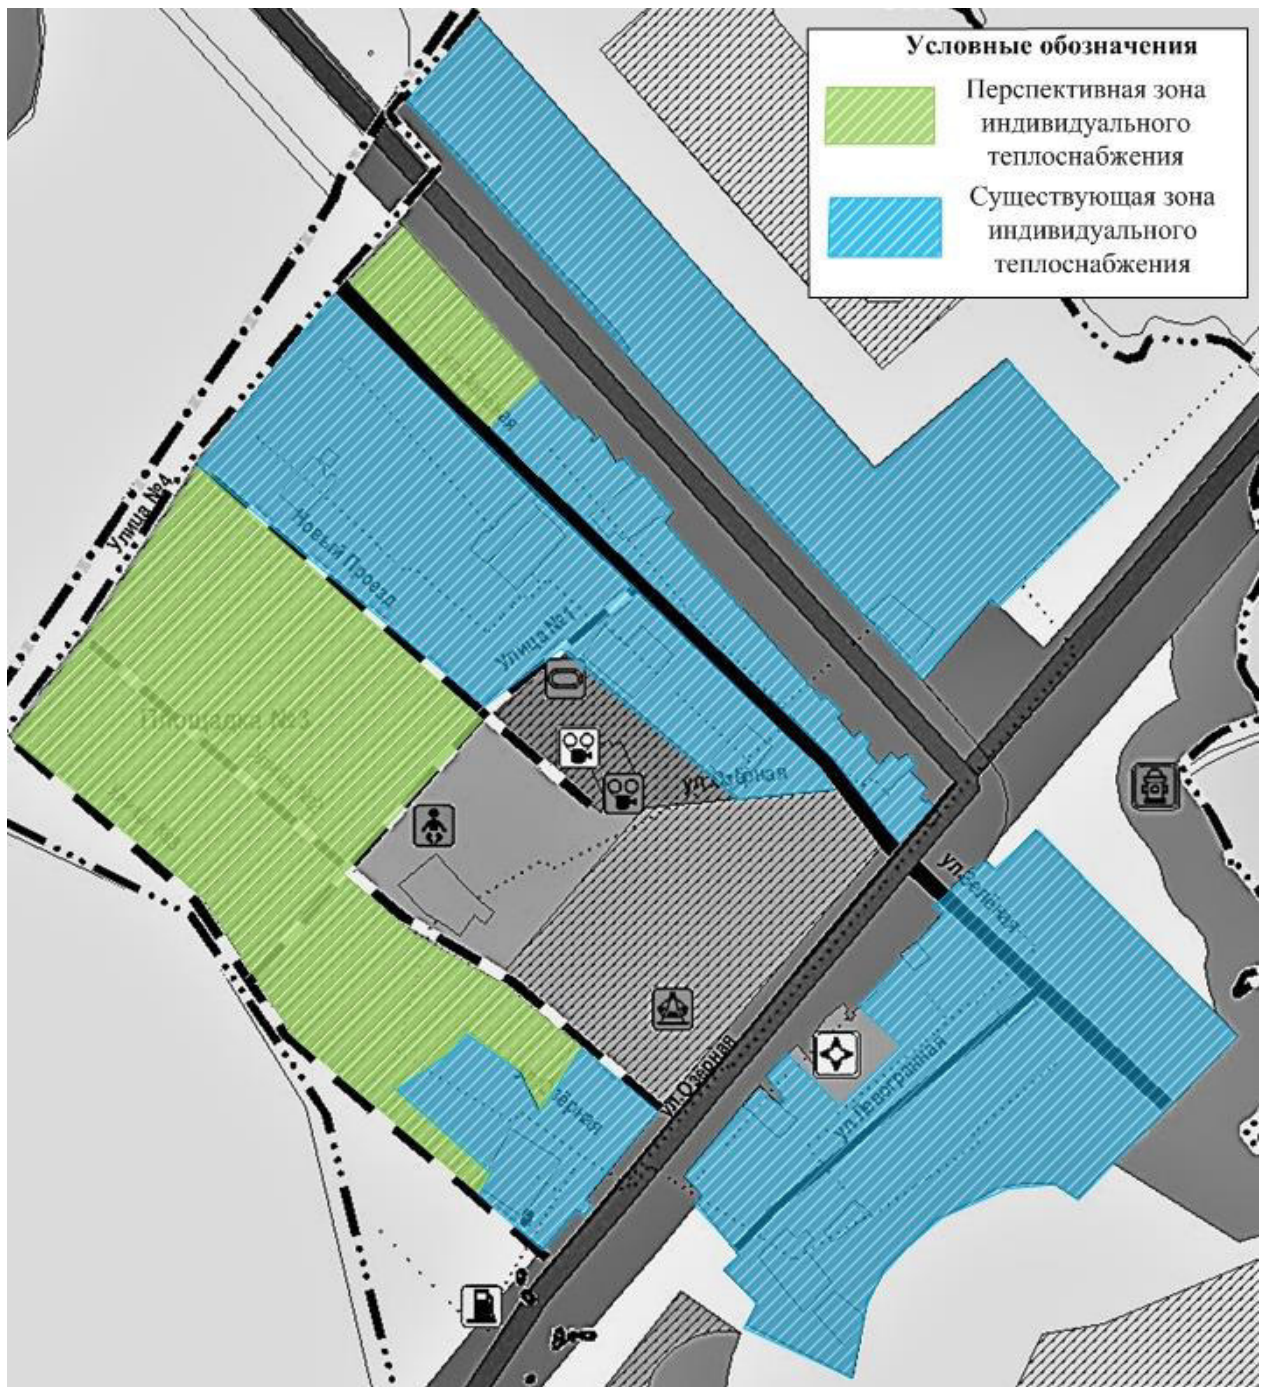 Условные обозначения
Перспективная зона
индивидуального
теплоснабжения
Существующая зона
индивидуального
теплоснабжения
Улица №4
Новый Проезд
Улица №1
Площадка №3
ул.Озёрная
ул.Зелёная
ул.Озёрная
ул.Левогранная